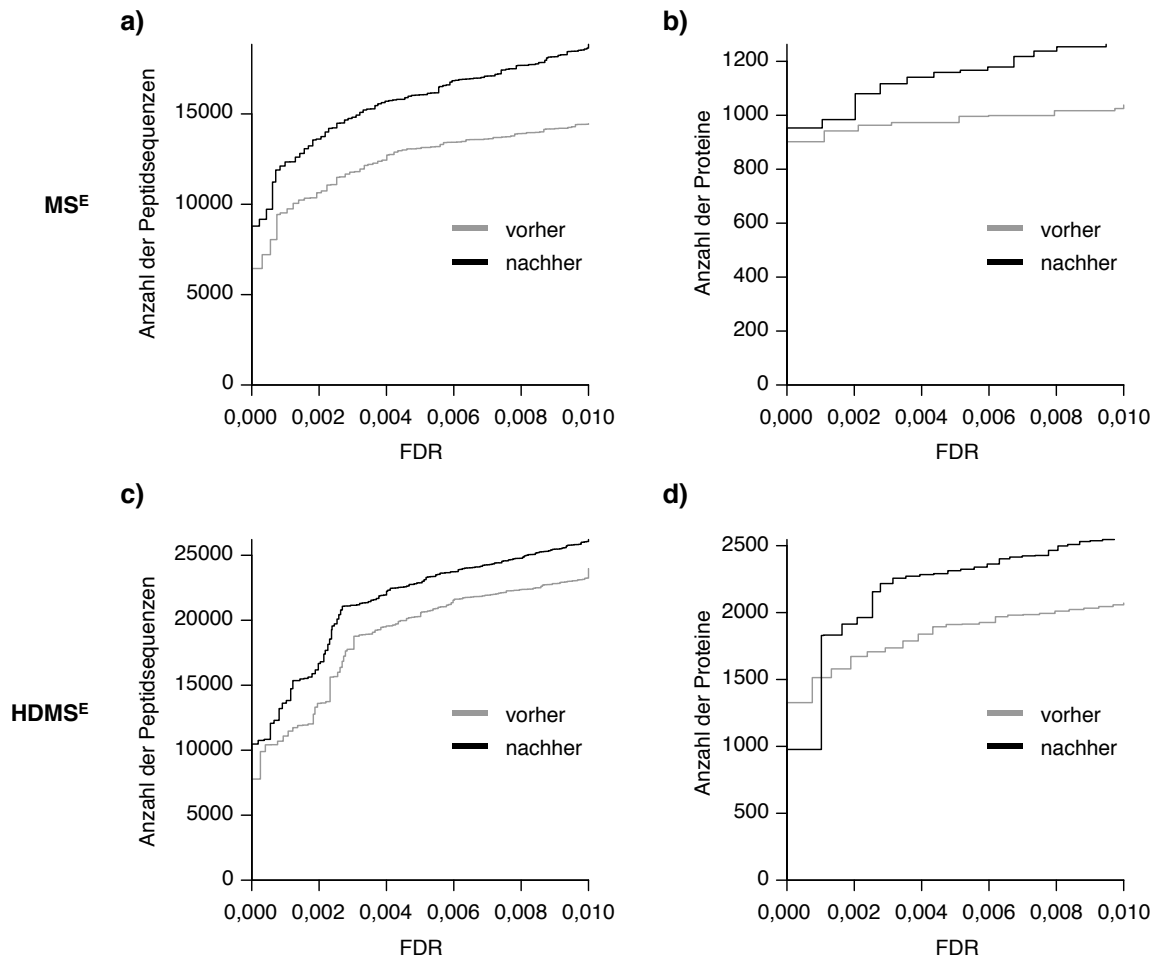 a)
Anzahl der Peptidsequenzen
15000
10000
5000
0
0,000
0,002
0,004
0,006
0,008
0,010
FDR
vorher
nachher
MSᴱ
b)
Anzahl der Proteine
1200
1000
800
600
400
200
0
0,000
0,002
0,004
0,006
0,008
0,010
FDR
vorher
nachher
c)
Anzahl der Peptidsequenzen
25000
20000
15000
10000
5000
0
0,000
0,002
0,004
0,006
0,008
0,010
FDR
vorher
nachher
HDMSᴱ
d)
Anzahl der Proteine
2500
2000
1500
1000
500
0
0,000
0,002
0,004
0,006
0,008
0,010
FDR
vorher
nachher